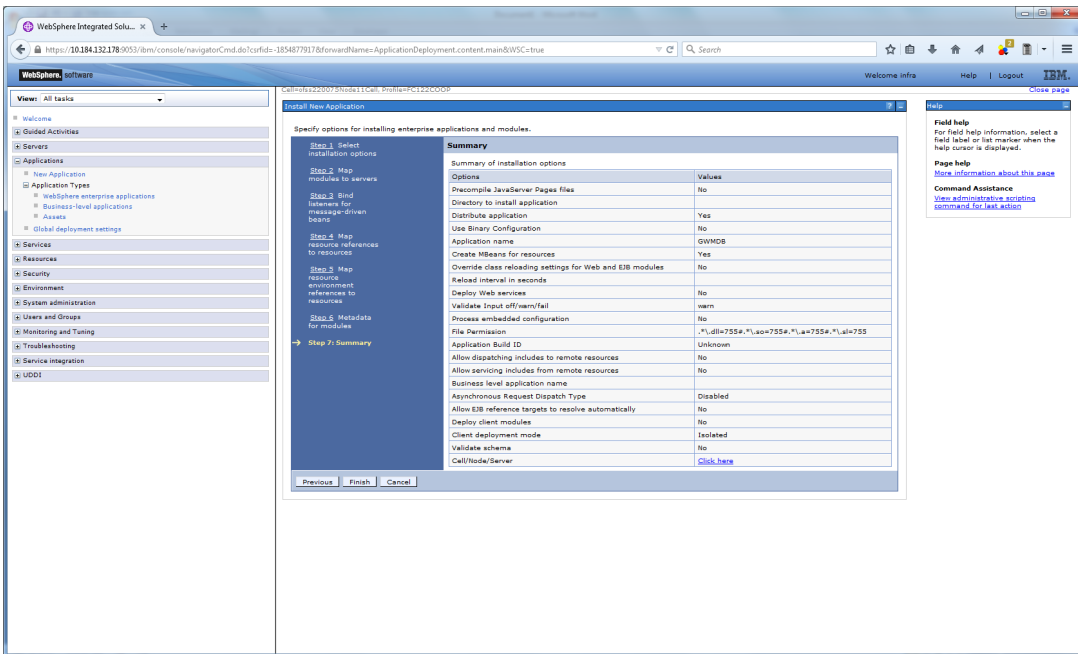 WebSphere Integrated Solu...
https://10.184.132.178:9053/ibm/console/navigatorCmd.do?csrfid=-1854877917&forwardName=ApplicationDeployment.content.main&WSC=true
Search
2
WebSphere. software
Welcome infra
Help | Logout
IBM.
View: All tasks
Cell=ofss220075Node11Cell, Profile=FC122COOP
Close page
Welcome
Guided Activities
Servers
Applications
New Application
Application Types
WebSphere enterprise applications
Business-level applications
Assets
Global deployment settings
Services
Resources
Security
Environment
System administration
Users and Groups
Monitoring and Tuning
Troubleshooting
Service integration
UDDI
Install New Application
Specify options for installing enterprise applications and modules.
Step 1 Select
installation options
Step 2 Map
modules to servers
Step 3 Bind
listeners for
message-driven
beans
Step 4 Map
resource references
to resources
Step 5 Map
resource
environment
references to
resources
Step 6 Metadata
for modules
Step 7: Summary
Summary
Summary of installation options
Options Values
Precompile JavaServer Pages files No
Directory to install application
Distribute application Yes
Use Binary Configuration No
Application name GWMDB
Create MBeans for resources Yes
Override class reloading settings for Web and EJB modules No
Reload interval in seconds
Deploy Web services No
Validate Input off/warn/fail warn
Process embedded configuration No
File Permission .*\.dll=755#.*\.so=755#.*\.a=755#.*\.sl=755
Application Build ID Unknown
Allow dispatching includes to remote resources No
Allow servicing includes from remote resources No
Business level application name
Asynchronous Request Dispatch Type Disabled
Allow EJB reference targets to resolve automatically No
Deploy client modules No
Client deployment mode Isolated
Validate schema No
Cell/Node/Server Click here
Previous Finish Cancel
Help
Field help
For field help information, select a
field label or list marker when the
help cursor is displayed.
Page help
More information about this page
Command Assistance
View administrative scripting
command for last action